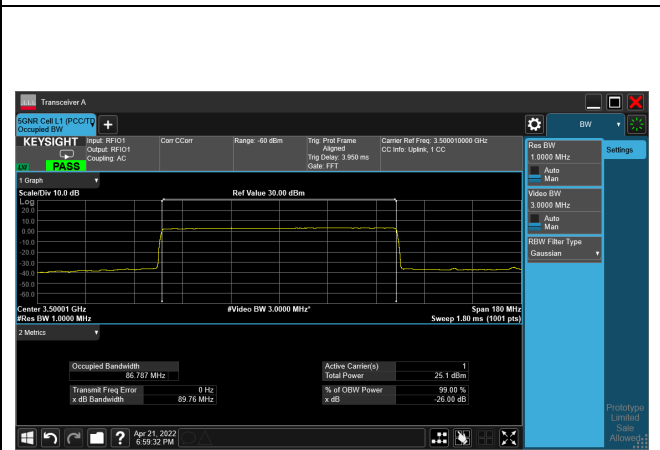 Transceiver A
5GNR Cell L1 (PCC/TD
Occupied BW
KEYSIGHT
LXI
PASS
Input: RFIO1
Output: RFIO1
Coupling: AC
Corr CCorr
Range: -60 dBm
Trig: Prot Frame
Aligned
Trig Delay: 3.950 ms
Gate: FFT
Carrier Ref Freq: 3.500010000 GHz
CC Info: Uplink, 1 CC
BW
Settings
Res BW
1.0000 MHz
Auto
Man
Video BW
3.0000 MHz
Auto
Man
RBW Filter Type
Gaussian
1 Graph
Scale/Div 10.0 dB
Ref Value 30.00 dBm
Log
20.0
10.0
0.00
-10.0
-20.0
-30.0
-40.0
-50.0
-60.0
Center 3.50001 GHz
#Video BW 3.0000 MHz*
Span 180 MHz
#Res BW 1.0000 MHz
Sweep 1.80 ms (1001 pts)
2 Metrics
Occupied Bandwidth
86.787 MHz
Active Carrier(s) 1
Total Power 25.1 dBm
Transmit Freq Error 0 Hz
x dB Bandwidth 89.76 MHz
% of OBW Power 99.00 %
x dB -26.00 dB
Prototype
Limited
Sale
Allowed
Apr 21, 2022
6:59:32 PM